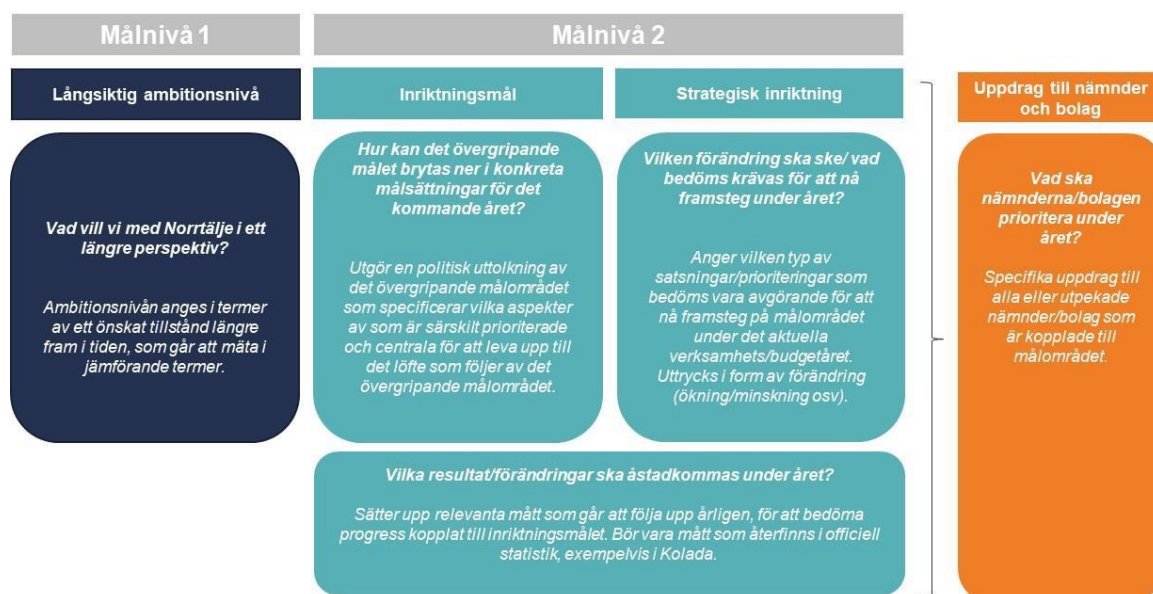 Målnivå 1
Målnivå 2
Långsiktig ambitionsnivå
Vad vill vi med Norrtälje i ett
längre perspektiv?
Ambitionsnivån anges i termer
av ett önskat tillstånd längre
fram i tiden, som går att mäta i
jämförande termer.
Inriktningsmål
Hur kan det övergripande
målet brytas ner i konkreta
målsättningar för det
kommande året?
Utgör en politisk uttolkning av
det övergripande målområdet
som specificerar vilka aspekter
av som är särskilt prioriterade
och centrala för att leva upp till
det löfte som följer av det
övergripande målområdet.
Strategisk inriktning
Vilken förändring ska ske/ vad
bedöms krävas för att nå
framsteg under året?
Anger vilken typ av
satsningar/prioriteringar som
bedöms vara avgörande för att
nå framsteg på målområdet
under det aktuella
verksamhets/budgetåret.
Uttrycks i form av förändring
(ökning/minskning osv).
Vilka resultat/förändringar ska åstadkommas under året?
Sätter upp relevanta mått som går att följa upp årligen, för att bedöma
progress kopplat till inriktningsmålet. Bör vara mått som återfinns i officiell
statistik, exempelvis i Kolada.
Uppdrag till nämnder
och bolag
Vad ska
nämnderna/bolagen
prioritera under
året?
Specifika uppdrag till
alla eller utpekade
nämnder/bolag som
är kopplade till
målområdet.